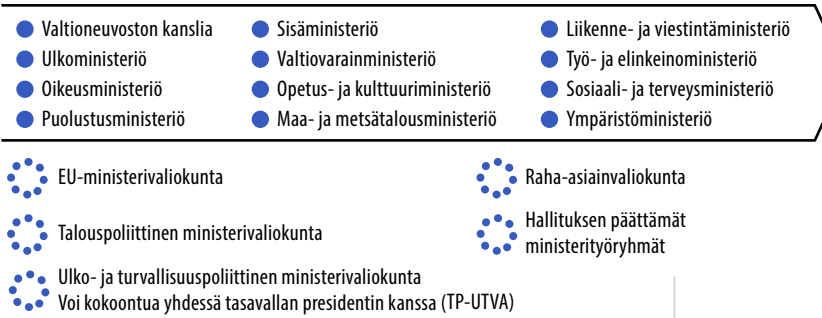 Valtioneuvoston kanslia
Ulkoministeriö
Oikeusministeriö
Puolustusministeriö
Sisäministeriö
Valtiovarainministeriö
Opetus- ja kulttuuriministeriö
Maa- ja metsätalousministeriö
Liikenne- ja viestintäministeriö
Työ- ja elinkeinoministeriö
Sosiaali- ja terveysministeriö
Ympäristöministeriö
EU-ministerivaliokunta
Talouspoliittinen ministerivaliokunta
Ulko- ja turvallisuuspoliittinen ministerivaliokunta
Voi kokoontua yhdessä tasavallan presidentin kanssa (TP-UTVA)
Raha-asiainvaliokunta
Hallituksen päättämät
ministerityöryhmät